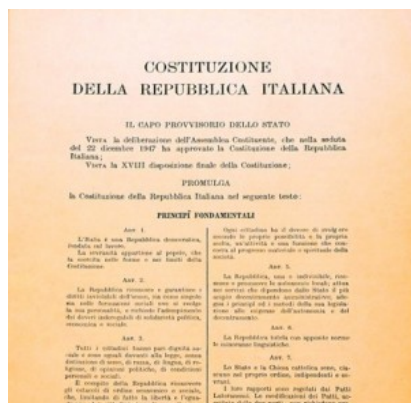 COSTITUZIONE
DELLA REPUBBLICA ITALIANA
IL CAPO PROVVISORIO DELLO STATO
VISTA la deliberazione dell'Assemblea Costituente, che nella seduta
del 22 dicembre 1947 ha approvato la Costituzione della Repubblica
Italiana;
VISTA la XVIII disposizione finale della Costituzione;
PROMULGA
la Costituzione della Repubblica Italiana nel seguente testo:
PRINCIPÎ FONDAMENTALI
ART. 1.
L'Italia è una Repubblica democratica,
fondata sul lavoro.
La sovranità appartiene al popolo, che
la esercita nelle forme e nei limiti della
Costituzione.
ART. 2.
La Repubblica riconosce e garantisce i
diritti inviolabili dell'uomo, sia come singolo
sia nelle formazioni sociali ove si svolge
la sua personalità, e richiede l'adempimento
dei doveri inderogabili di solidarietà politica,
economica e sociale.
ART. 3.
Tutti i cittadini hanno pari dignità so-
ciale e sono eguali davanti alla legge, senza
distinzione di sesso, di razza, di lingua, di re-
ligione, di opinioni politiche, di condizioni
personali e sociali.
È compito della Repubblica rimuovere
gli ostacoli di ordine economico e sociale,
che, limitando di fatto la libertà e l'egua-
Ogni cittadino ha il dovere di svolgere
secondo le proprie possibilità e la propria
scelta, un'attività o una funzione che con-
corra al progresso materiale o spirituale della
società.
ART. 5.
La Repubblica, una e indivisibile, rico-
nosce e promuove le autonomie locali; attua
nei servizi che dipendono dallo Stato il più
ampio decentramento amministrativo; ade-
gua i principî ed i metodi della sua legisla-
zione alle esigenze dell'autonomia e del
decentramento.
ART. 6.
La Repubblica tutela con apposite norme
le minoranze linguistiche.
ART. 7.
Lo Stato e la Chiesa cattolica sono, cia-
scuno nel proprio ordine, indipendenti e so-
vrani.
I loro rapporti sono regolati dai Patti
Lateranensi. Le modificazioni dei Patti,